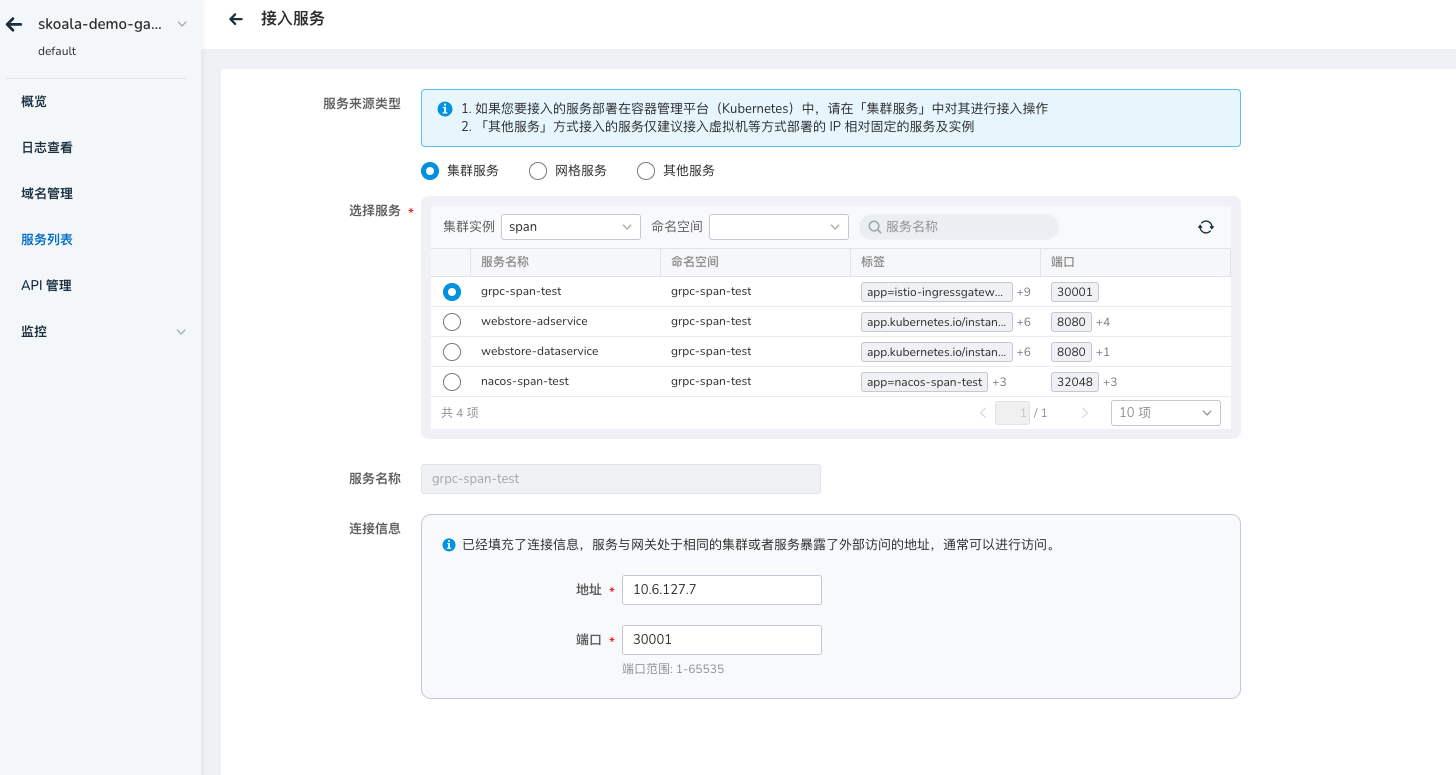 skoala-demo-ga...
default
概览
日志查看
域名管理
服务列表
API 管理
监控
接入服务
服务来源类型
1. 如果您要接入的服务部署在容器管理平台（Kubernetes）中，请在「集群服务」中对其进行接入操作
2. 「其他服务」方式接入的服务仅建议接入虚拟机等方式部署的 IP 相对固定的服务及实例
集群服务 网格服务 其他服务
选择服务 *
集群实例 span 命名空间 服务名称
服务名称 命名空间 标签 端口
grpc-span-test grpc-span-test app=istio-ingressgatew... +9 30001
webstore-adservice grpc-span-test app.kubernetes.io/instan... +6 8080 +4
webstore-dataservice grpc-span-test app.kubernetes.io/instan... +6 8080 +1
nacos-span-test grpc-span-test app=nacos-span-test +3 32048 +3
共 4 项 1 / 1 10 项
服务名称 grpc-span-test
连接信息
已经填充了连接信息，服务与网关处于相同的集群或者服务暴露了外部访问的地址，通常可以进行访问。
地址 * 10.6.127.7
端口 * 30001
端口范围: 1-65535